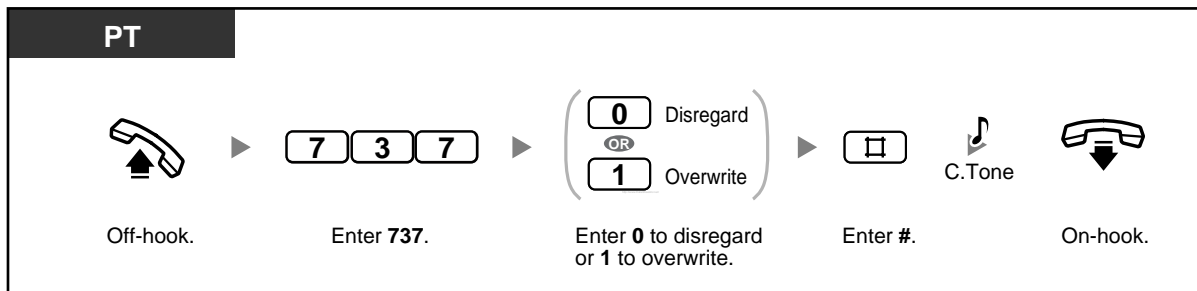 PT
7 3 7
0 Disregard
OR
1 Overwrite
#
C.Tone
Off-hook.
Enter 737.
Enter 0 to disregard
or 1 to overwrite.
Enter #.
On-hook.